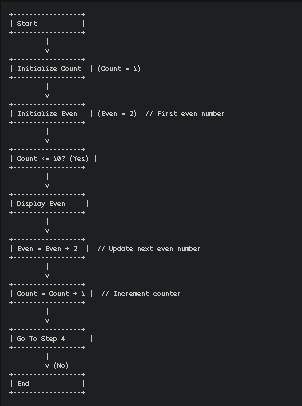 +----------------+
| Start          |
+----------------+
        |
        v
+----------------+
| Initialize Count  | (Count = 1)
+----------------+
        |
        v
+----------------+
| Initialize Even   | (Even = 2)  // First even number
+----------------+
        |
        v
+----------------+
| Count <= 10? (Yes) |
+----------------+
        |
        v
+----------------+
| Display Even     |
+----------------+
        |
        v
+----------------+
| Even = Even + 2  |  // Update next even number
+----------------+
        |
        v
+----------------+
| Count = Count + 1 |  // Increment counter
+----------------+
        |
        v
+----------------+
| Go To Step 4      |
+----------------+
        |
        v (No)
+----------------+
| End            |
+----------------+